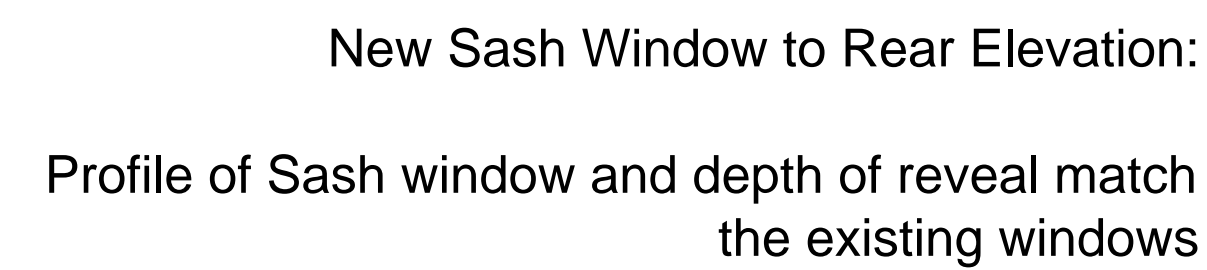 New Sash Window to Rear Elevation:
Profile of Sash window and depth of reveal match
the existing windows